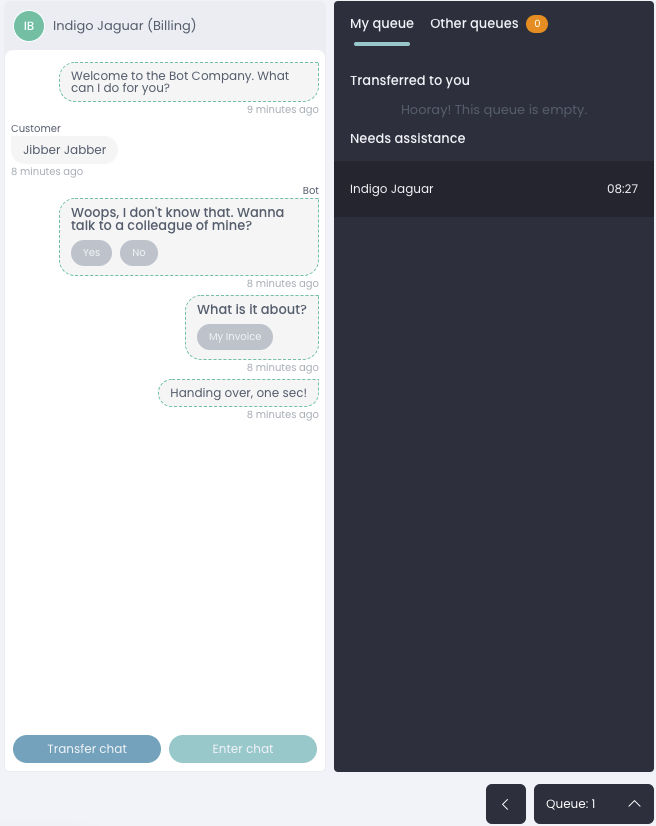 IB
Indigo Jaguar (Billing)
Welcome to the Bot Company. What
can I do for you?
9 minutes ago
Customer
Jibber Jabber
8 minutes ago
Bot
Woops, I don't know that. Wanna
talk to a colleague of mine?
Yes No
8 minutes ago
What is it about?
My Invoice
8 minutes ago
Handing over, one sec!
8 minutes ago
Transfer chat Enter chat
My queue Other queues 0
Transferred to you
Hooray! This queue is empty.
Needs assistance
Indigo Jaguar 08:27
Queue: 1